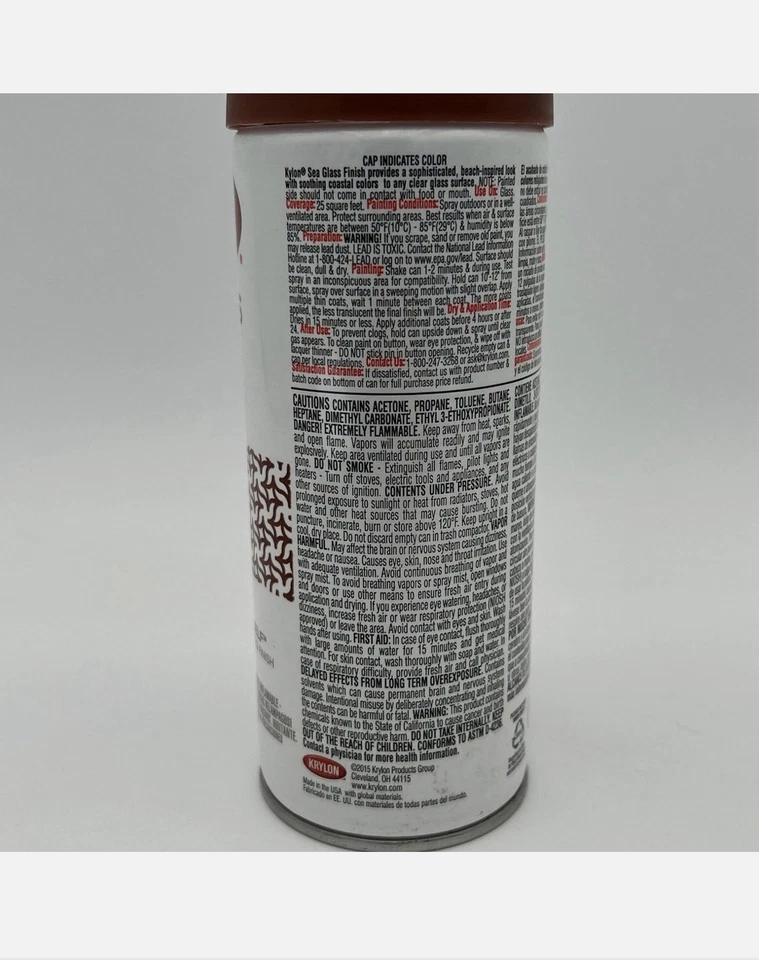 CAP INDICATES COLOR
Kylon® Sea Glass Finish provides a sophisticated, beach-inspired look
with soothing coastal colors to any clear glass surface. NOTE: Painted
side should not come in contact with food or mouth. Use On: Glass.
Coverage: 25 square feet. Painting Conditions: Spray outdoors or in a well-
ventilated area. Protect surrounding areas. Best results when air & surface
temperatures are between 50°F(10°C) - 85°F(29°C) & humidity is below
85%. Preparation: WARNING! If you scrape, sand or remove old paint, you
may release lead dust. LEAD IS TOXIC. Contact the National Lead Information
Hotline at 1-800-424-LEAD or log on to www.epa.gov/lead. Surface should
be clean, dull & dry. Painting: Shake can 1-2 minutes & during use. Test
spray in an inconspicuous area for compatibility. Hold can 10"-12" from
surface, spray over surface in a sweeping motion with slight overlap. Apply
multiple thin coats, wait 1 minute between each coat. The more coats
applied, the less translucent the final finish will be. Dry & Application Time:
Dries in 15 minutes or less. Apply additional coats before 4 hours or after
24. After Use: To prevent clogs, hold can upside down & spray until clear
gas appears. To clean paint on button, wear eye protection, & wipe off with
lacquer thinner - DO NOT stick pin in button opening. Recycle empty can &
cap per local regulations. Contact Us: 1-800-247-3268 or ask@krylon.
Satisfaction Guarantee: If dissatisfied, contact us with product number &
batch code on bottom of can for full purchase price refund.
CAUTIONS CONTAINS ACETONE, PROPANE, TOLUENE, BUTANE,
HEPTANE, DIMETHYL CARBONATE, ETHYL 3-ETHOXYPROPIONATE.
DANGER! EXTREMELY FLAMMABLE. Keep away from heat, sparks,
and open flame. Vapors will accumulate readily and may ignite
explosively. Keep area ventilated during use and until all vapors are
gone. DO NOT SMOKE - Extinguish all flames, pilot lights and
heaters - Turn off stoves, electric tools and appliances, and any
other sources of ignition. CONTENTS UNDER PRESSURE. Avoid
prolonged exposure to sunlight or heat from radiators, stoves, hot
water and other heat sources that may cause bursting. Do not
puncture, incinerate, burn or store above 120°F. Keep upright in a
cool, dry place. Do not discard empty can in trash compactor. VAPOR
HARMFUL. May affect the brain or nervous system causing dizziness,
headache or nausea. Causes eye, skin, nose and throat irritation. Use
with adequate ventilation. Avoid continuous breathing of vapor and
spray mist. To avoid breathing vapors or spray mist, open windows
and doors or use other means to ensure fresh air entry during
application and drying. If you experience eye watering, headaches, or
dizziness, increase fresh air or wear respiratory protection (NIOSH
approved) or leave the area. Avoid contact with eyes and skin. Wash
hands after using. FIRST AID: In case of eye contact, flush thoroughly
with large amounts of water for 15 minutes and get medical
attention. For skin contact, wash thoroughly with soap and water. In
case of respiratory difficulty, provide fresh air and call physician.
DELAYED EFFECTS FROM LONG TERM OVEREXPOSURE. Contains
solvents which can cause permanent brain and nervous system
damage. Intentional misuse by deliberately concentrating and inhaling
the contents can be harmful or fatal. WARNING: This product contains
chemicals known to the State of California to cause cancer and birth
defects or other reproductive harm. DO NOT TAKE INTERNALLY. KEEP
OUT OF THE REACH OF CHILDREN. CONFORMS TO ASTM D-4236.
Contact a physician for more health information.
KRYLON
©2015 Krylon Products Group
Cleveland, OH 44115
www.krylon.com
Made in the USA with global materials.
Fabricado en EE. UU. con materiales de todas partes del mundo.
FINISH